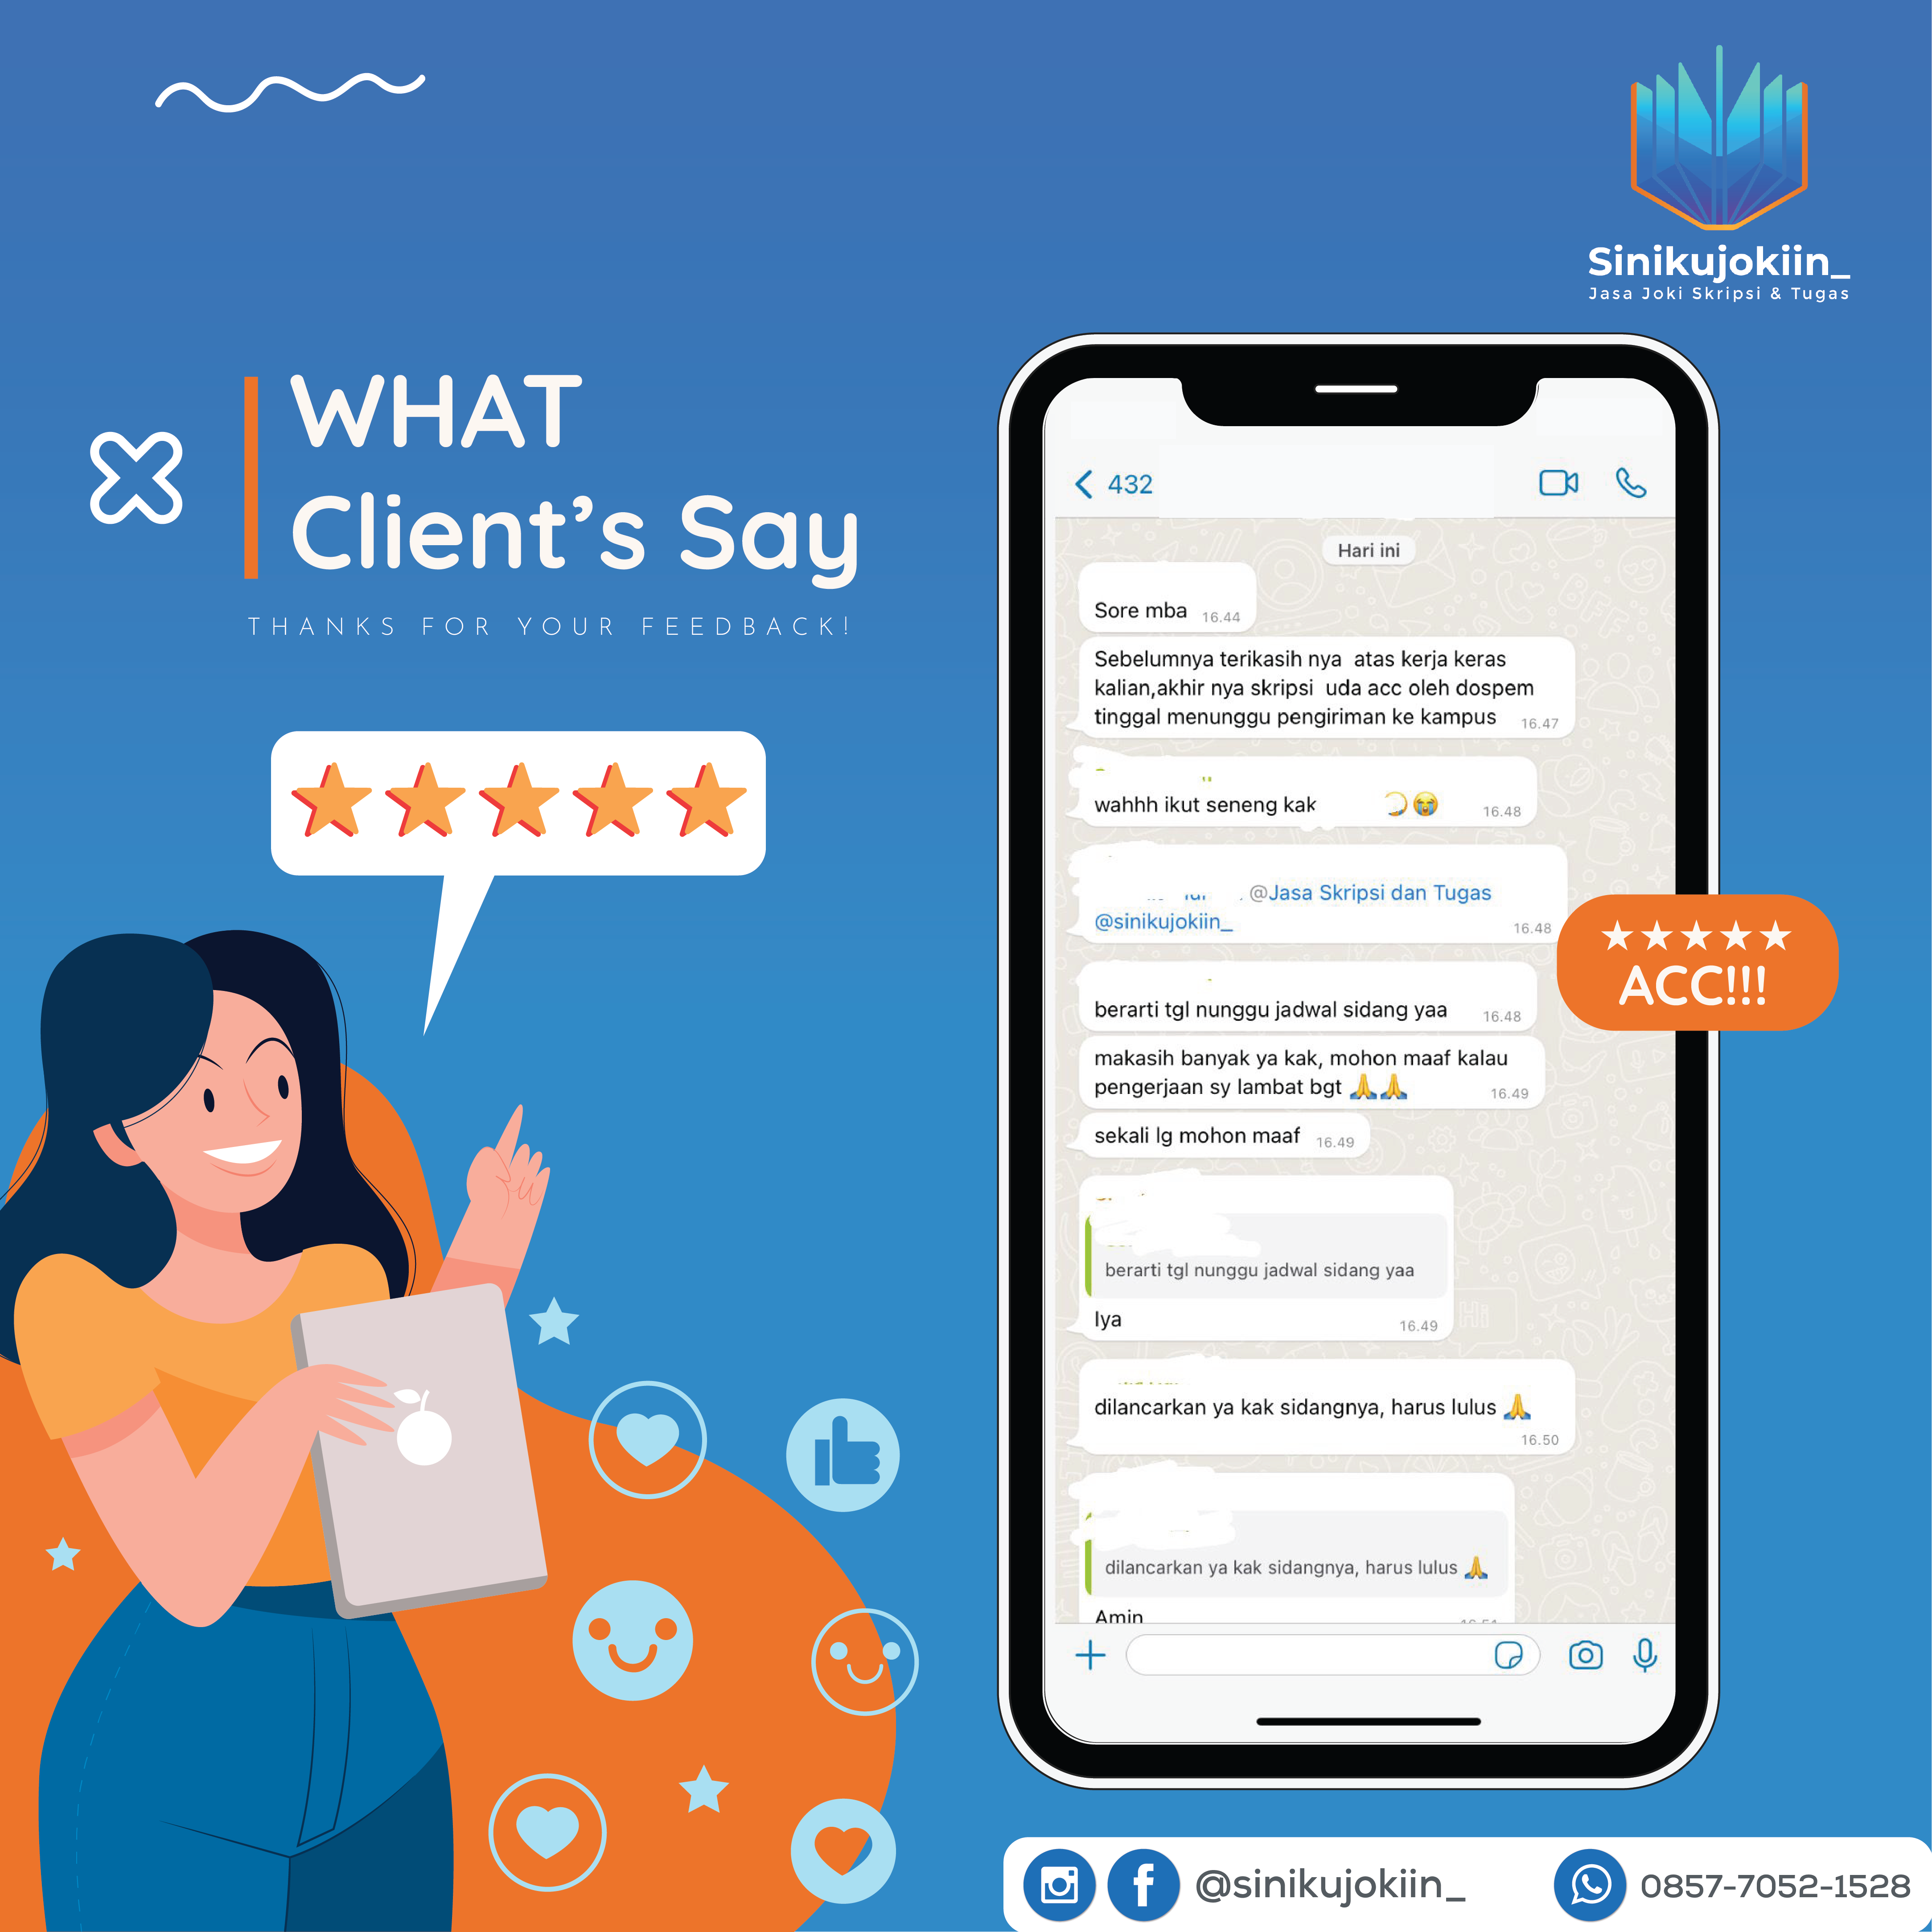 Sinikujokiin_
Jasa Joki Skripsi & Tugas
WHAT
Client's Say
THANKS FOR YOUR FEEDBACK!
432
Hari ini
Sore mba 16.44
Sebelumnya terikasih nya atas kerja keras
kalian,akhir nya skripsi uda acc oleh dospem
tinggal menunggu pengiriman ke kampus 16.47
wahhh ikut seneng kak 16.48
@Jasa Skripsi dan Tugas
@sinikujokiin_ 16.48
ACC!!!
berarti tgl nunggu jadwal sidang yaa 16.48
makasih banyak ya kak, mohon maaf kalau
pengerjaan sy lambat bgt 🙏🙏 16.49
sekali lg mohon maaf 16.49
berarti tgl nunggu jadwal sidang yaa
Iya 16.49
Hi
dilancarkan ya kak sidangnya, harus lulus 🙏
16.50
dilancarkan ya kak sidangnya, harus lulus 🙏
Amin
@sinikujokiin_
0857-7052-1528